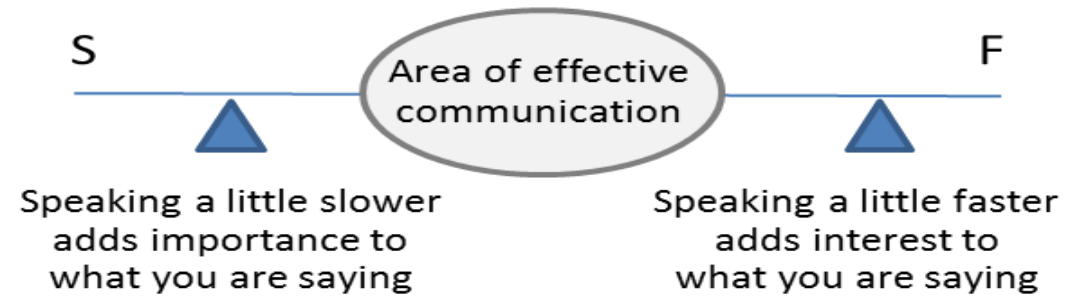 S
F
Area of effective
communication
Speaking a little slower
adds importance to
what you are saying
Speaking a little faster
adds interest to
what you are saying